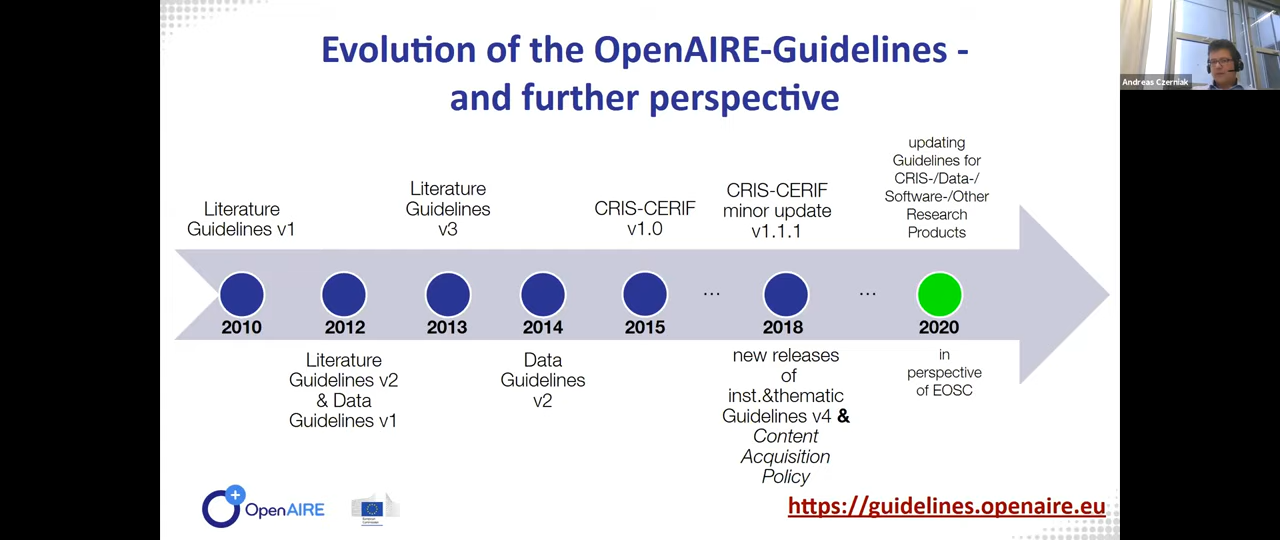 Evolution of the OpenAIRE-Guidelines -
and further perspective
Andreas Czerniak
Literature
Guidelines v1
Literature
Guidelines
v3
CRIS-CERIF
v1.0
CRIS-CERIF
minor update
v1.1.1
updating
Guidelines for
CRIS-/Data-/
Software-/Other
Research
Products
... ...
2010 2012 2013 2014 2015 2018 2020
Literature
Guidelines v2
& Data
Guidelines v1
Data
Guidelines
v2
new releases
of
inst.&thematic
Guidelines v4 &
Content
Acquisition
Policy
in
perspective
of EOSC
OpenAIRE
https://guidelines.openaire.eu